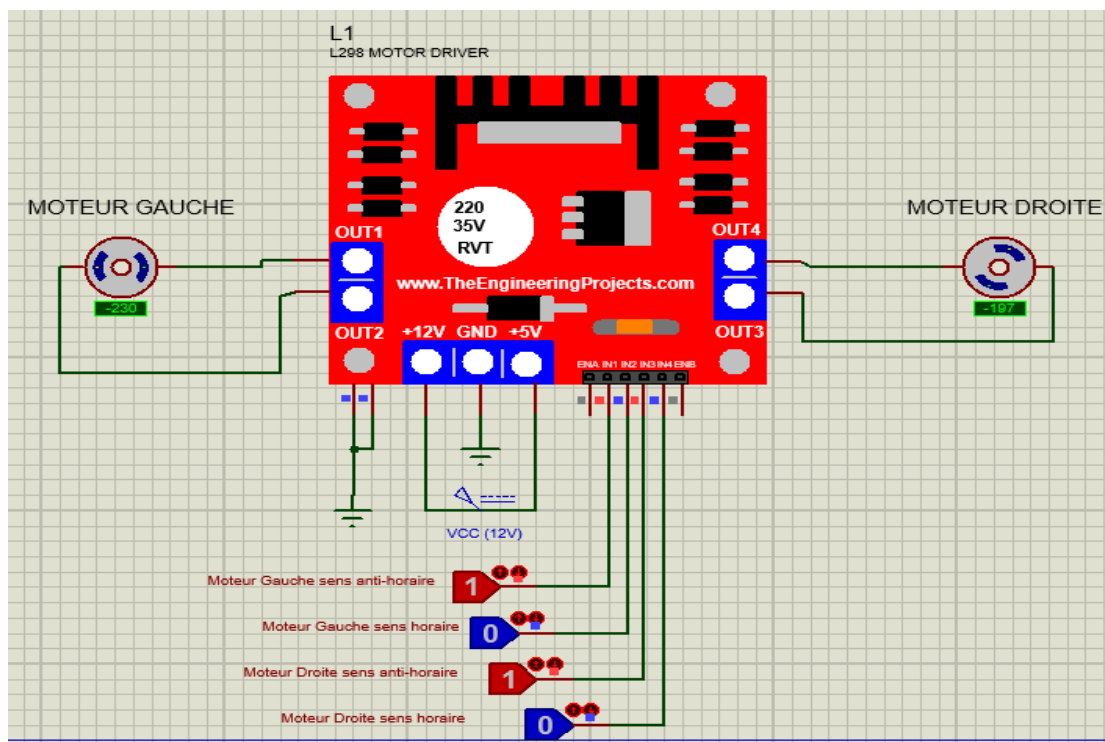 L1
L298 MOTOR DRIVER
MOTEUR GAUCHE
MOTEUR DROITE
220
35V
RVT
OUT1
OUT4
www.TheEngineeringProjects.com
-230
-197
OUT2
+12V GND +5V
OUT3
ENA IN1 IN2 IN3 IN4 ENB
VCC (12V)
Moteur Gauche sens anti-horaire
1
Moteur Gauche sens horaire
0
Moteur Droite sens anti-horaire
1
Moteur Droite sens horaire
0